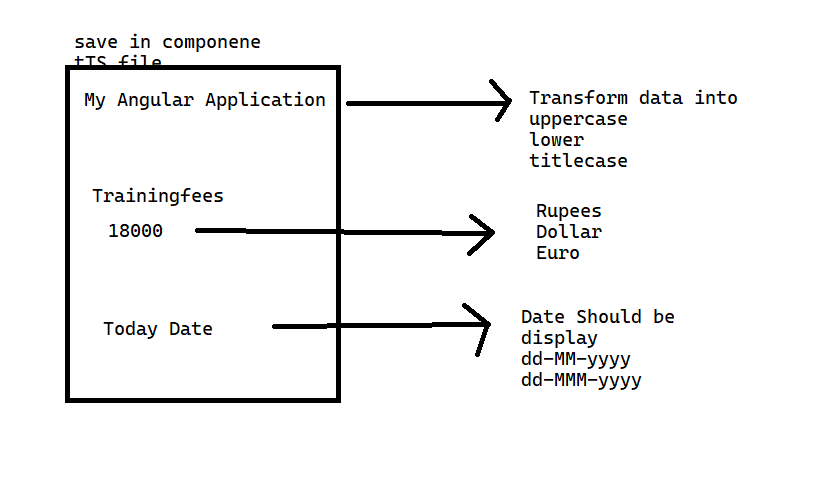 save in componene
tTS file
My Angular Application
Transform data into
uppercase
lower
titlecase
Trainingfees
18000
Rupees
Dollar
Euro
Today Date
Date Should be
display
dd-MM-yyyy
dd-MMM-yyyy